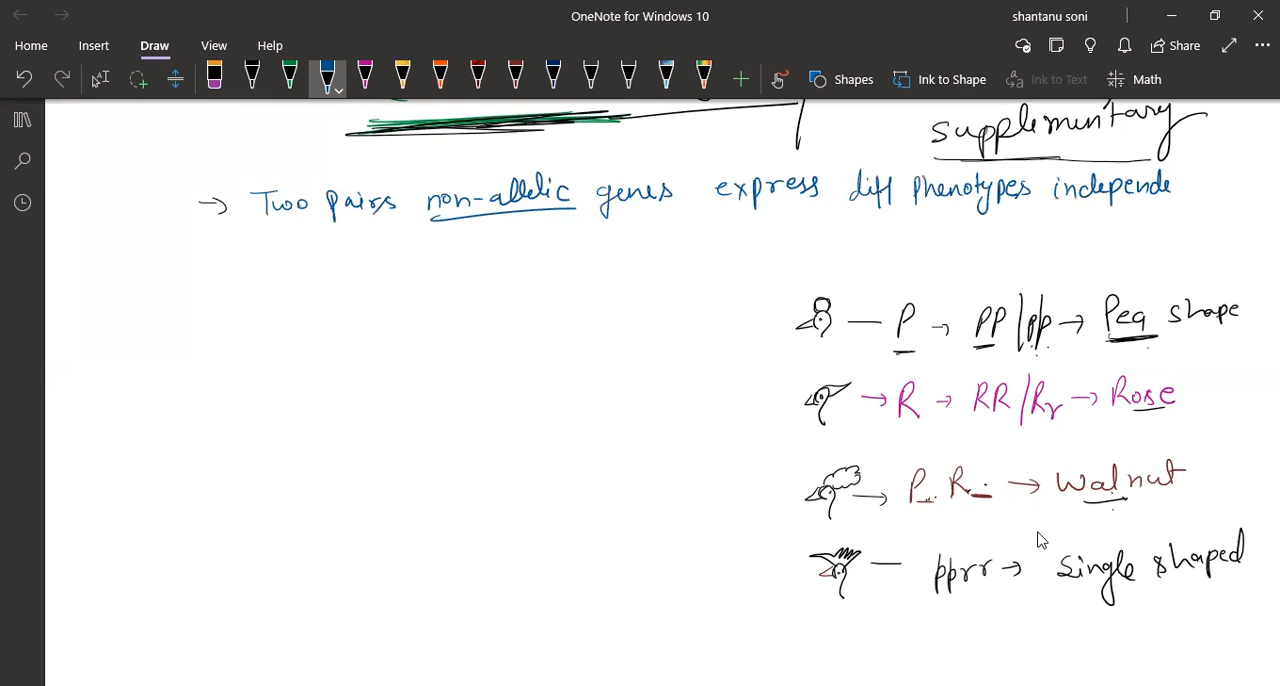 OneNote for Windows 10
shantanu soni
Home Insert Draw View Help
Share
Shapes Ink to Shape Ink to Text Math
supplementary
→ Two pairs non-allelic genes express diff phenotypes independe
— P → PP/Pp → Pea shape
→ R → RR/Rr → Rose
→ P_ R_ → walnut
— pprr → single shaped